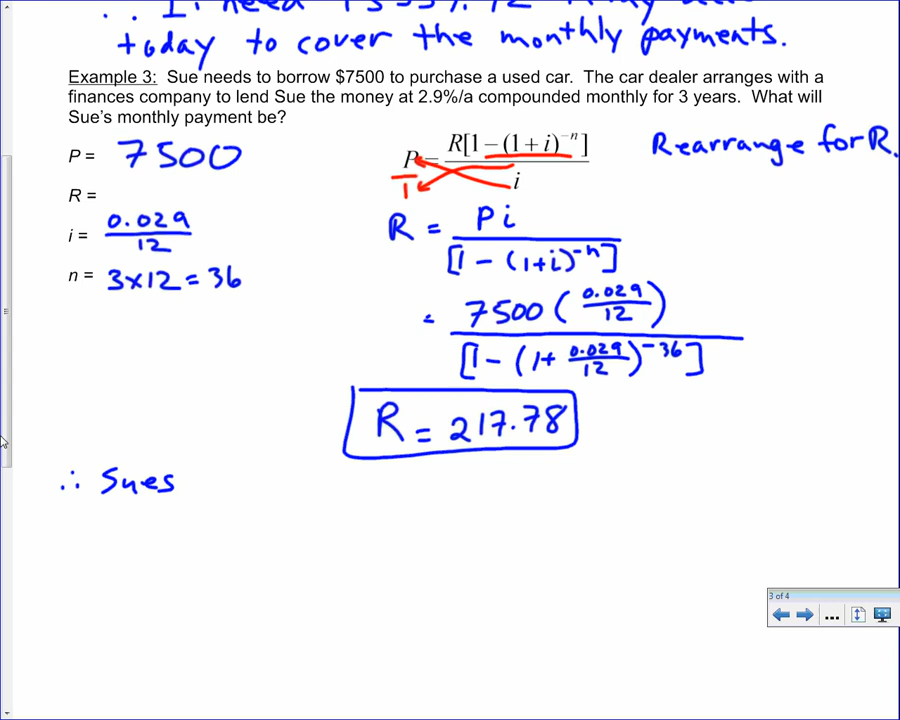 today to cover the monthly payments.
Example 3: Sue needs to borrow $7500 to purchase a used car. The car dealer arranges with a
finances company to lend Sue the money at 2.9%/a compounded monthly for 3 years. What will
Sue's monthly payment be?
P = 7500
R =
i = 0.029/12
n = 3x12 = 36
P/1 = R[1-(1+i)^-n]/i
Rearrange for R.
R = Pi/[1-(1+i)^-n]
= 7500(0.029/12)/[1-(1+0.029/12)^-36]
R = 217.78
∴ Sues
3 of 4
...